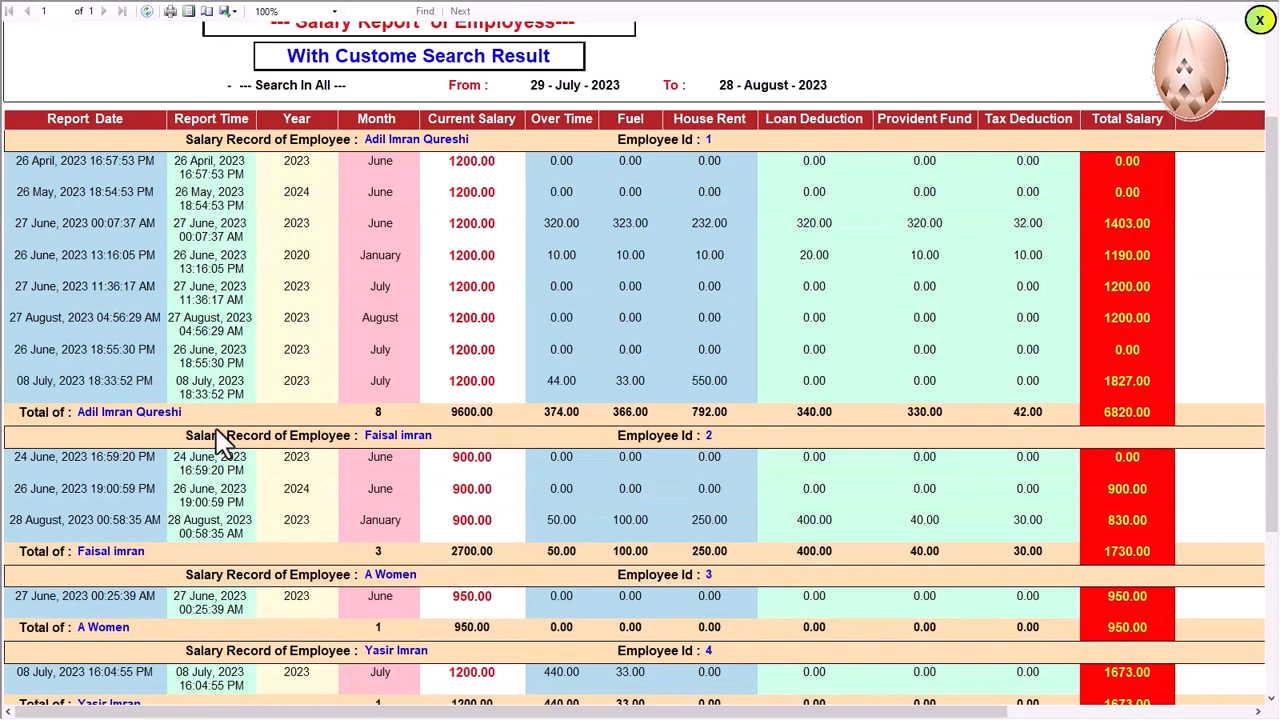 1 of 1 100% Find Next
X
--- Salary Report of Employess---
With Custome Search Result
- --- Search In All --- From : 29 - July - 2023 To : 28 - August - 2023
Report Date Report Time Year Month Current Salary Over Time Fuel House Rent Loan Deduction Provident Fund Tax Deduction Total Salary
Salary Record of Employee : Adil Imran Qureshi Employee Id : 1
26 April, 2023 16:57:53 PM 26 April, 2023 2023 June 1200.00 0.00 0.00 0.00 0.00 0.00 0.00 0.00
16:57:53 PM
26 May, 2023 18:54:53 PM 26 May, 2023 2024 June 1200.00 0.00 0.00 0.00 0.00 0.00 0.00 0.00
18:54:53 PM
27 June, 2023 00:07:37 AM 27 June, 2023 2023 June 1200.00 320.00 323.00 232.00 320.00 320.00 32.00 1403.00
00:07:37 AM
26 June, 2023 13:16:05 PM 26 June, 2023 2020 January 1200.00 10.00 10.00 10.00 20.00 10.00 10.00 1190.00
13:16:05 PM
27 June, 2023 11:36:17 AM 27 June, 2023 2023 July 1200.00 0.00 0.00 0.00 0.00 0.00 0.00 1200.00
11:36:17 AM
27 August, 2023 04:56:29 AM 27 August, 2023 2023 August 1200.00 0.00 0.00 0.00 0.00 0.00 0.00 1200.00
04:56:29 AM
26 June, 2023 18:55:30 PM 26 June, 2023 2023 July 1200.00 0.00 0.00 0.00 0.00 0.00 0.00 0.00
18:55:30 PM
08 July, 2023 18:33:52 PM 08 July, 2023 2023 July 1200.00 44.00 33.00 550.00 0.00 0.00 0.00 1827.00
18:33:52 PM
Total of : Adil Imran Qureshi 8 9600.00 374.00 366.00 792.00 340.00 330.00 42.00 6820.00
Salary Record of Employee : Faisal imran Employee Id : 2
24 June, 2023 16:59:20 PM 24 June, 2023 2023 June 900.00 0.00 0.00 0.00 0.00 0.00 0.00 0.00
16:59:20 PM
26 June, 2023 19:00:59 PM 26 June, 2023 2024 June 900.00 0.00 0.00 0.00 0.00 0.00 0.00 900.00
19:00:59 PM
28 August, 2023 00:58:35 AM 28 August, 2023 2023 January 900.00 50.00 100.00 250.00 400.00 40.00 30.00 830.00
00:58:35 AM
Total of : Faisal imran 3 2700.00 50.00 100.00 250.00 400.00 40.00 30.00 1730.00
Salary Record of Employee : A Women Employee Id : 3
27 June, 2023 00:25:39 AM 27 June, 2023 2023 June 950.00 0.00 0.00 0.00 0.00 0.00 0.00 950.00
00:25:39 AM
Total of : A Women 1 950.00 0.00 0.00 0.00 0.00 0.00 0.00 950.00
Salary Record of Employee : Yasir Imran Employee Id : 4
08 July, 2023 16:04:55 PM 08 July, 2023 2023 July 1200.00 440.00 33.00 0.00 0.00 0.00 0.00 1673.00
16:04:55 PM
Total of : Yasir Imran 1 1200.00 440.00 33.00 0.00 0.00 0.00 0.00 1673.00